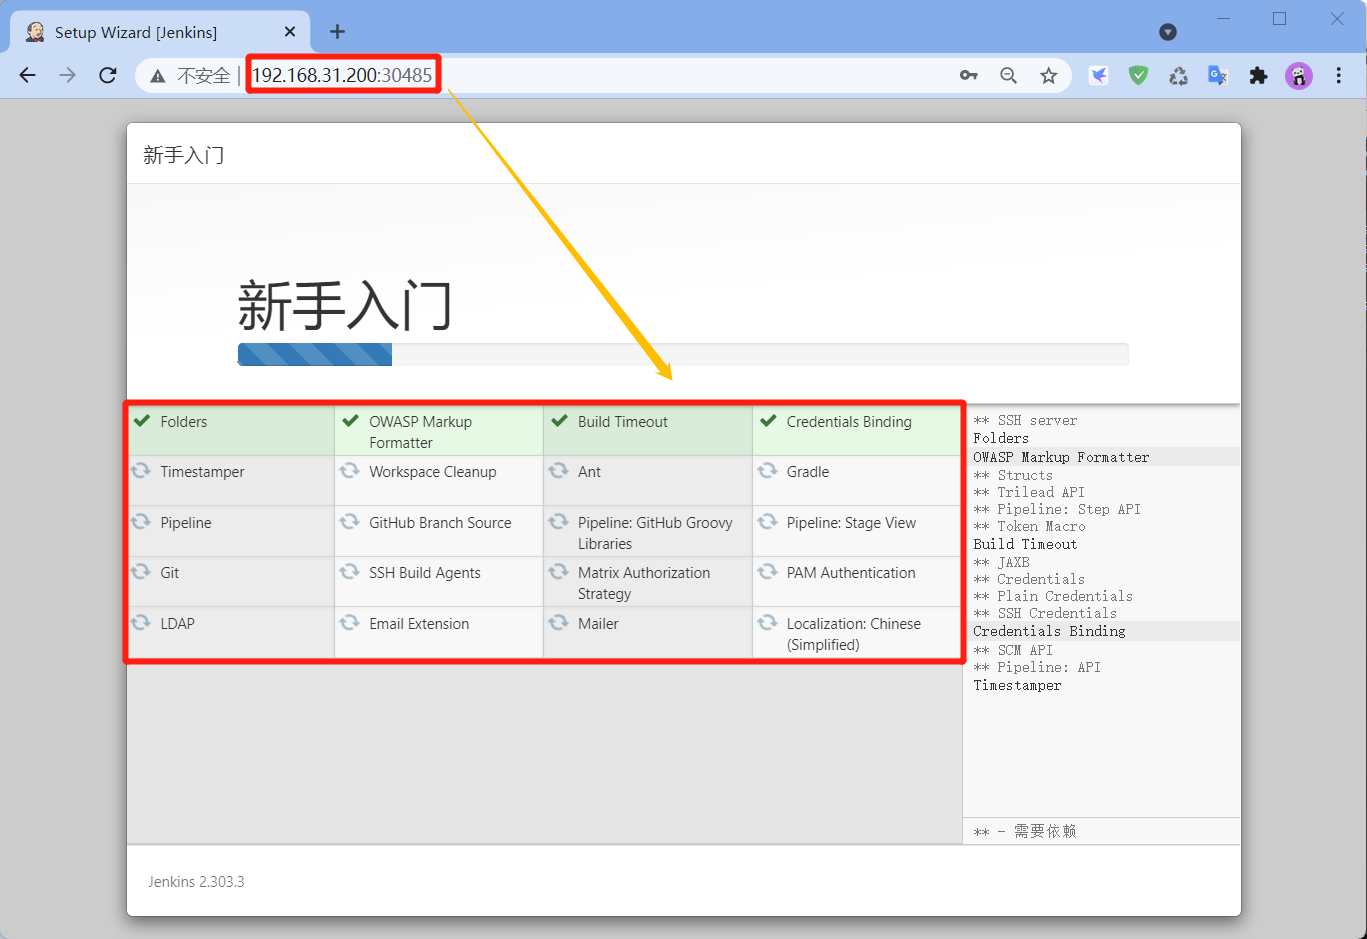 Setup Wizard [Jenkins]
不安全 | 192.168.31.200:30485
新手入门
新手入门
Folders
OWASP Markup
Formatter
Build Timeout
Credentials Binding
Timestamper
Workspace Cleanup
Ant
Gradle
Pipeline
GitHub Branch Source
Pipeline: GitHub Groovy
Libraries
Pipeline: Stage View
Git
SSH Build Agents
Matrix Authorization
Strategy
PAM Authentication
LDAP
Email Extension
Mailer
Localization: Chinese
(Simplified)
** SSH server
Folders
OWASP Markup Formatter
** Structs
** Trilead API
** Pipeline: Step API
** Token Macro
Build Timeout
** JAXB
** Credentials
** Plain Credentials
** SSH Credentials
Credentials Binding
** SCM API
** Pipeline: API
Timestamper
** - 需要依赖
Jenkins 2.303.3